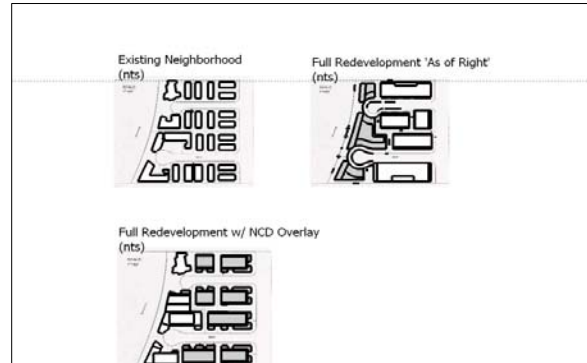 Existing Neighborhood
(nts)
Full Redevelopment 'As of Right'
(nts)
Full Redevelopment w/ NCD Overlay
(nts)